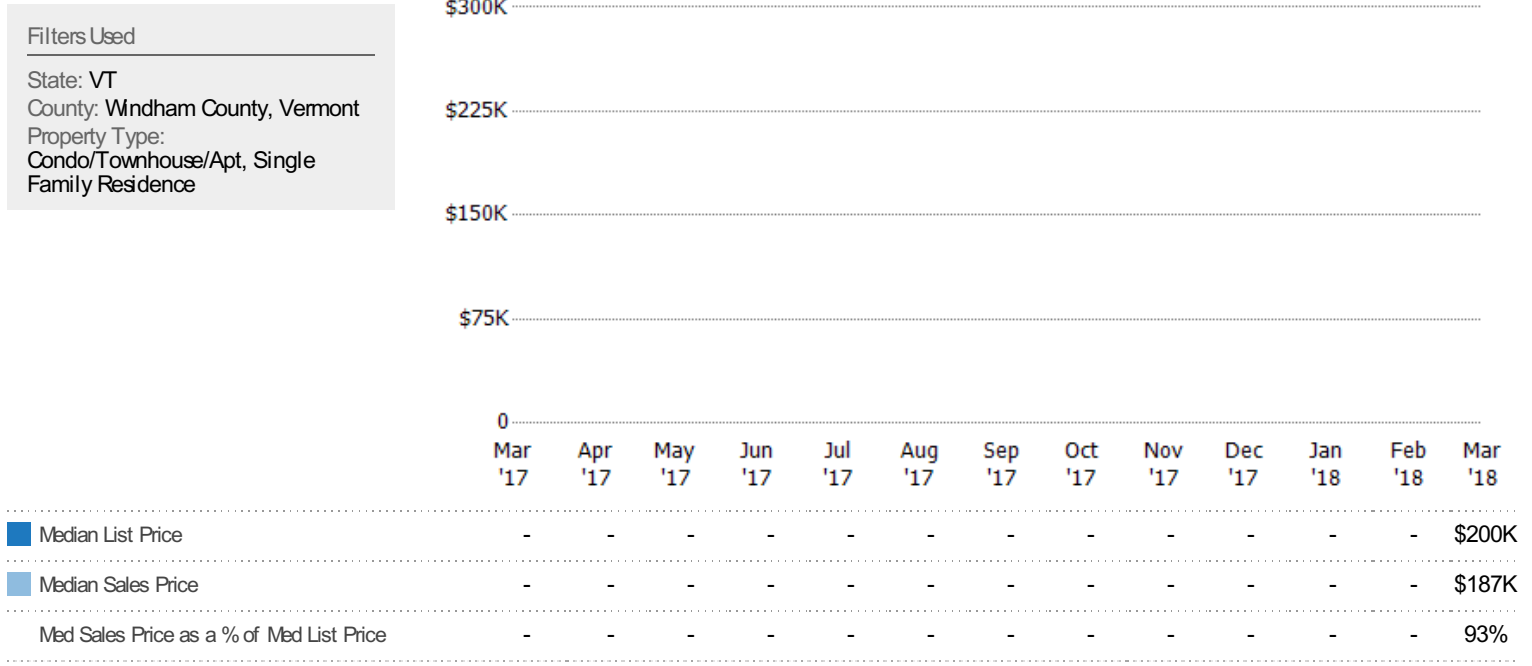 Filters Used
State: VT
County: Windham County, Vermont
Property Type:
Condo/Townhouse/Apt, Single
Family Residence
$300K
$225K
$150K
$75K
0
Mar Apr May Jun Jul Aug Sep Oct Nov Dec Jan Feb Mar
'17 '17 '17 '17 '17 '17 '17 '17 '17 '17 '18 '18 '18
Median List Price - - - - - - - - - - - - $200K
Median Sales Price - - - - - - - - - - - - $187K
Med Sales Price as a % of Med List Price - - - - - - - - - - - - 93%